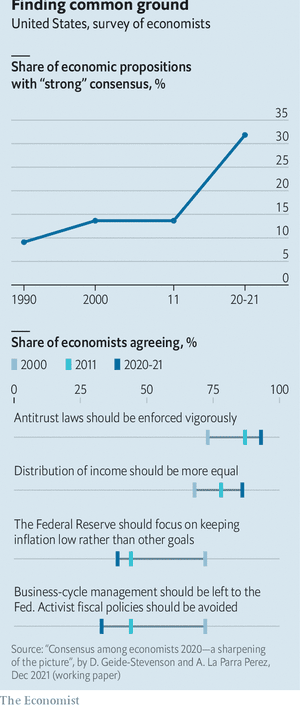 Finding common ground
United States, survey of economists
Share of economic propositions
with “strong” consensus, %
35
30
25
20
15
10
5
0
1990 2000 11 20-21
Share of economists agreeing, %
2000 2011 2020-21
0 25 50 75 100
Antitrust laws should be enforced vigorously
Distribution of income should be more equal
The Federal Reserve should focus on keeping
inflation low rather than other goals
Business-cycle management should be left to the
Fed. Activist fiscal policies should be avoided
Source: “Consensus among economists 2020—a sharpening
of the picture”, by D. Geide-Stevenson and A. La Parra Perez,
Dec 2021 (working paper)
The Economist